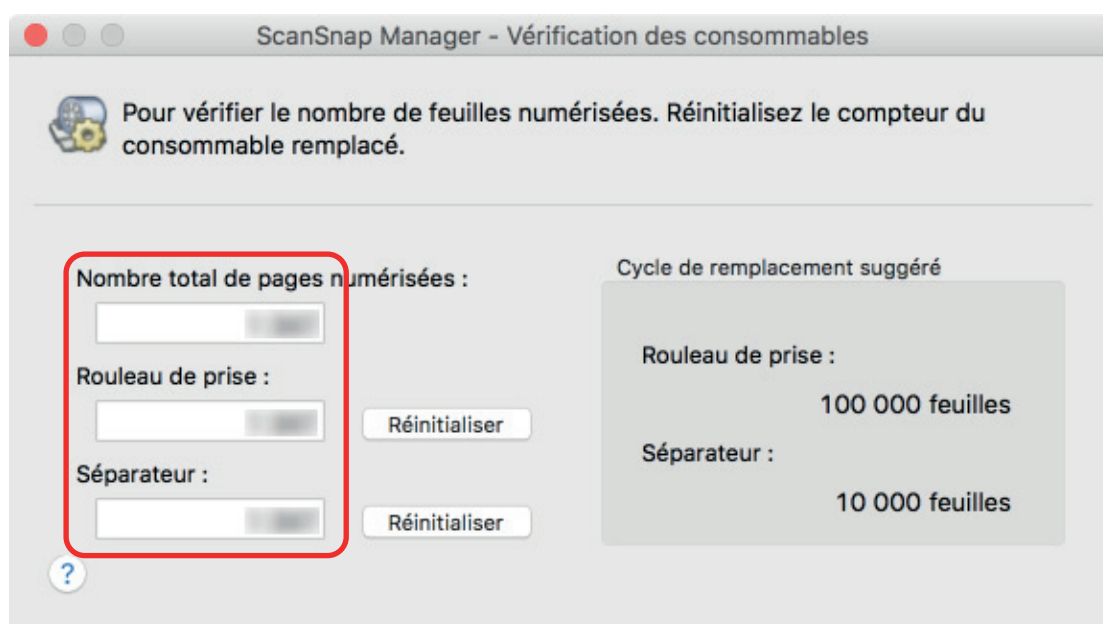 ScanSnap Manager - Vérification des consommables
Pour vérifier le nombre de feuilles numérisées. Réinitialisez le compteur du
consommable remplacé.
Nombre total de pages numérisées :
Rouleau de prise :
Réinitialiser
Séparateur :
Réinitialiser
?
Cycle de remplacement suggéré
Rouleau de prise :
100 000 feuilles
Séparateur :
10 000 feuilles